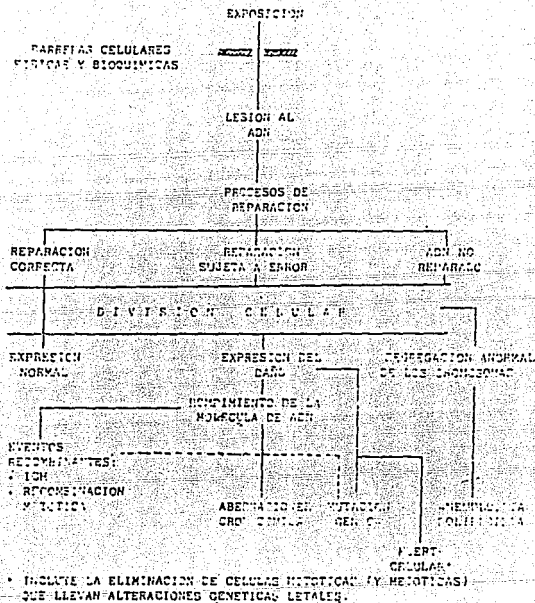 EXPOSICION
BARRERAS CELULARES
FISICAS Y BIOQUIMICAS
LESION AL
ADN
PROCESOS DE
REPARACION
REPARACION
CORRECTA
REPARACION
SUJETA A ERROR
ADN NO
REPARADO
DIVISION CELULAR
EXPRESION
NORMAL
EXPRESION DEL
DAÑO
SEGREGACION ANORMAL
DE LOS CROMOSOMAS
ROMPIMIENTO DE LA
MOLECULA DE ADN
EVENTOS
RECOMBINANTES:
* ICH
* RECOMBINACION
MITOTICA
ABERRACIONES
CROMOSOMICA
MUTACION
GENICA
ANEUPLOIDIA
POLIPLOIDIA
MUERTE
CELULAR*
* INCLUYE LA ELIMINACION DE CELULAS MITOTICAS (Y MEIOTICAS)
QUE LLEVAN ALTERACIONES GENETICAS LETALES.